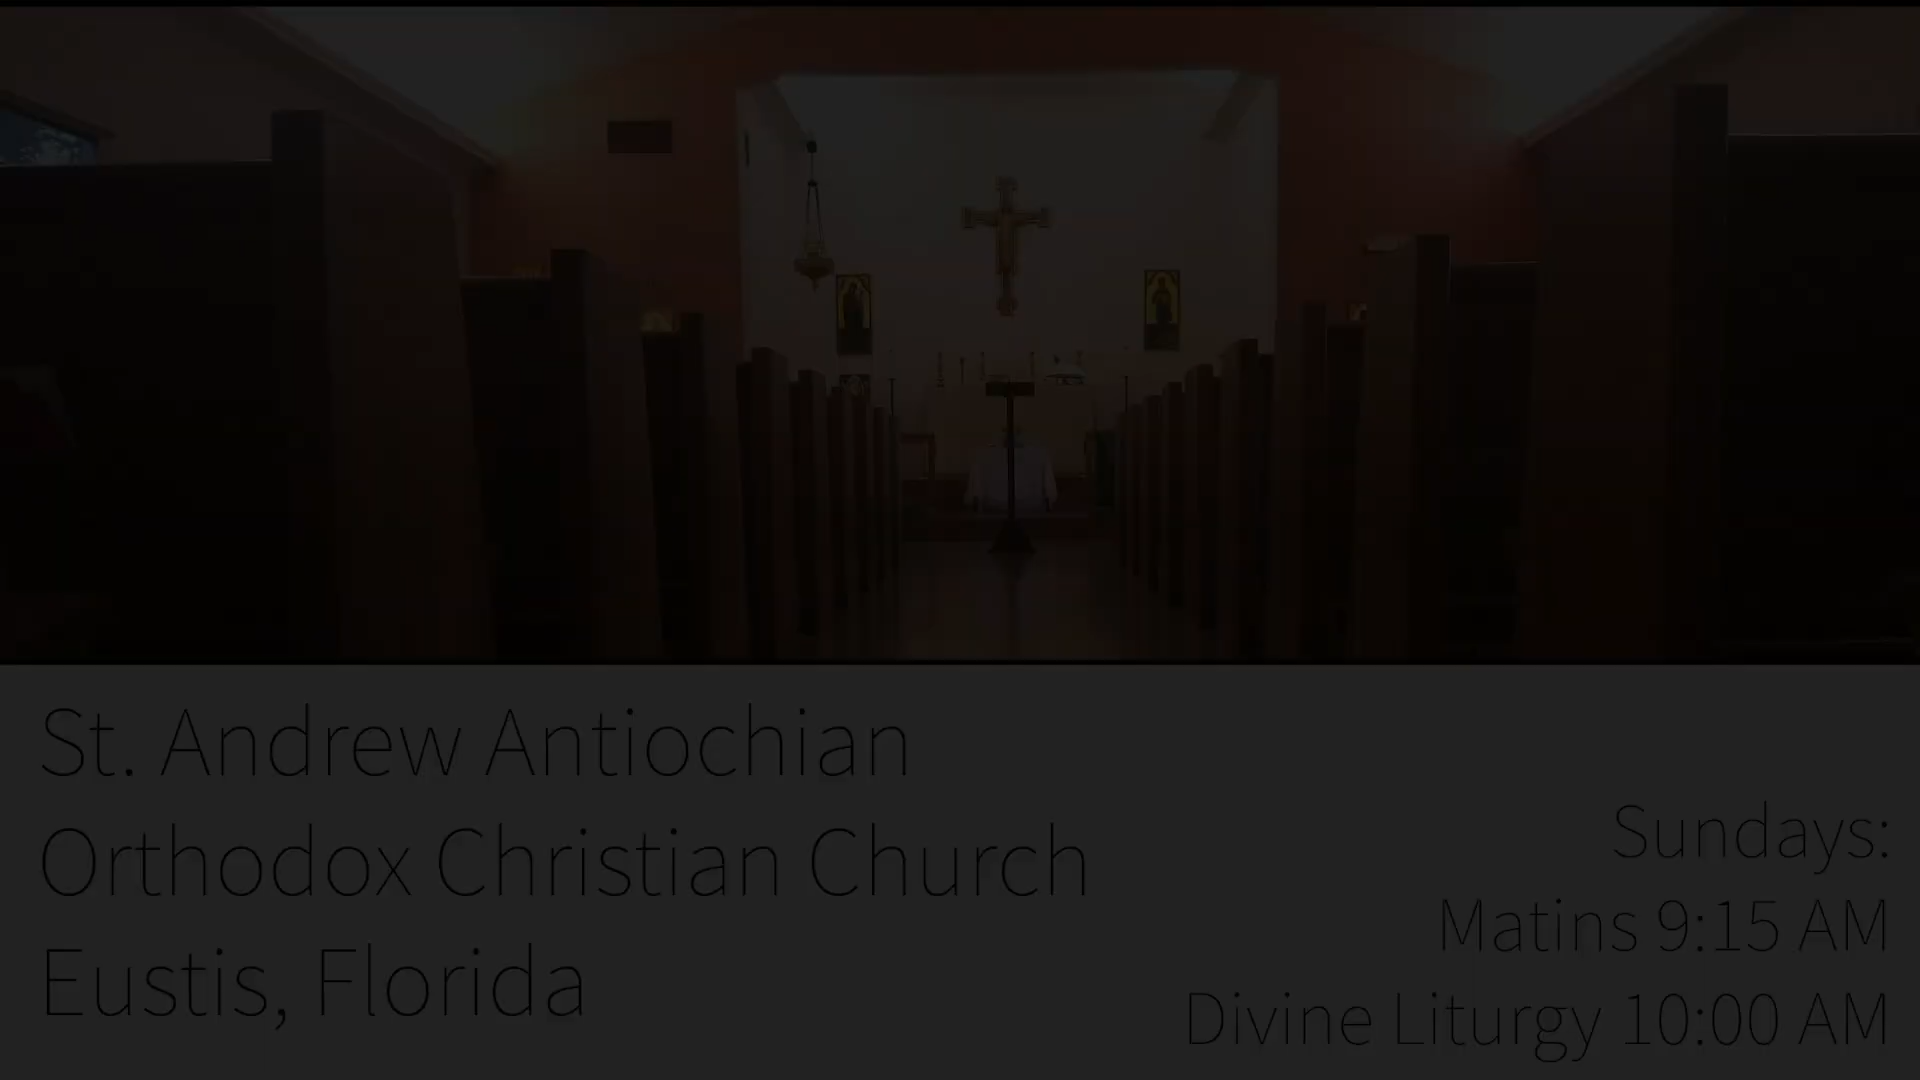 St. Andrew Antiochian
Orthodox Christian Church
Eustis, Florida
Sundays:
Matins 9:15 AM
Divine Liturgy 10:00 AM